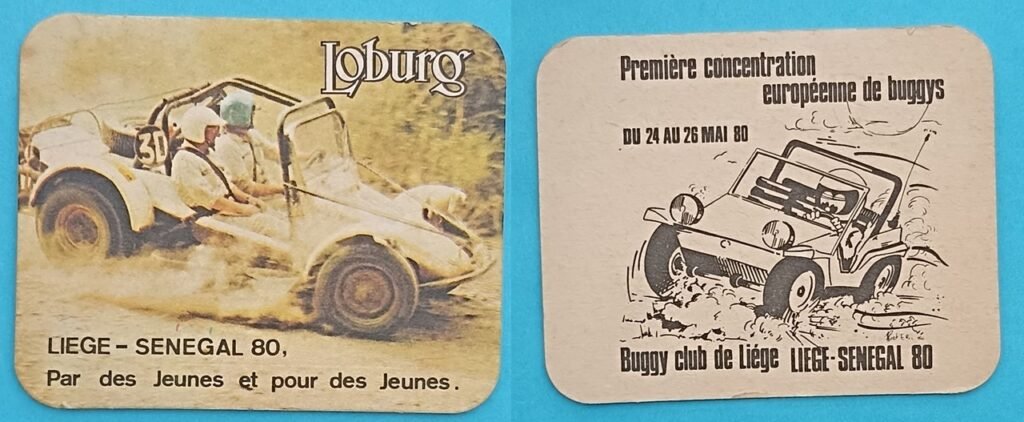 Loburg
30
LIEGE - SENEGAL 80,
Par des Jeunes et pour des Jeunes.
Première concentration
européenne de buggys
DU 24 AU 26 MAI 80
Buggy club de Liége LIEGE-SENEGAL 80